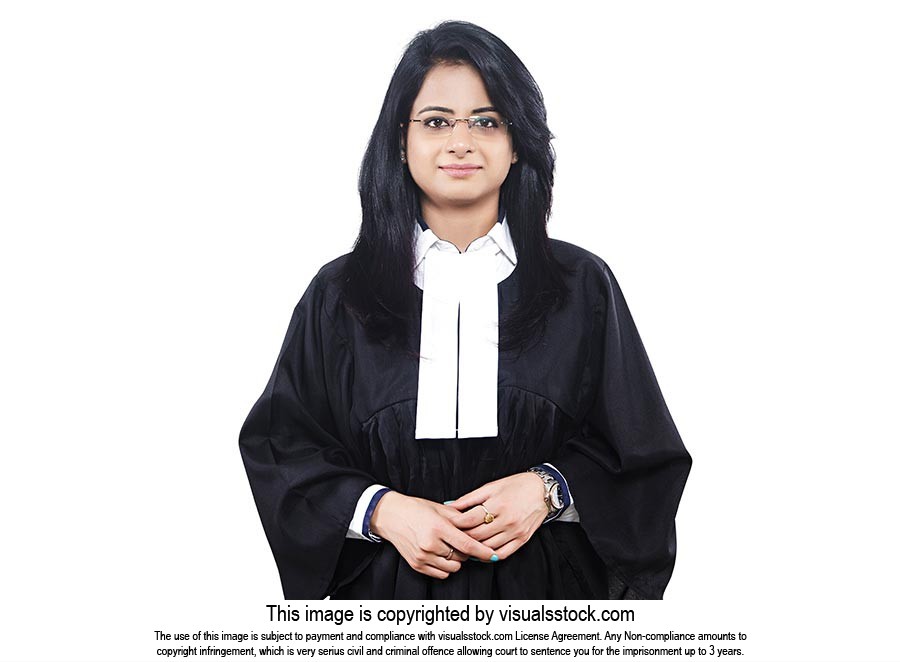 This image is copyrighted by visualsstock.com
The use of this image is subject to payment and compliance with visualsstock.com License Agreement. Any Non-compliance amounts to
copyright infringement, which is very serius civil and criminal offence allowing court to sentence you for the imprisonment up to 3 years.